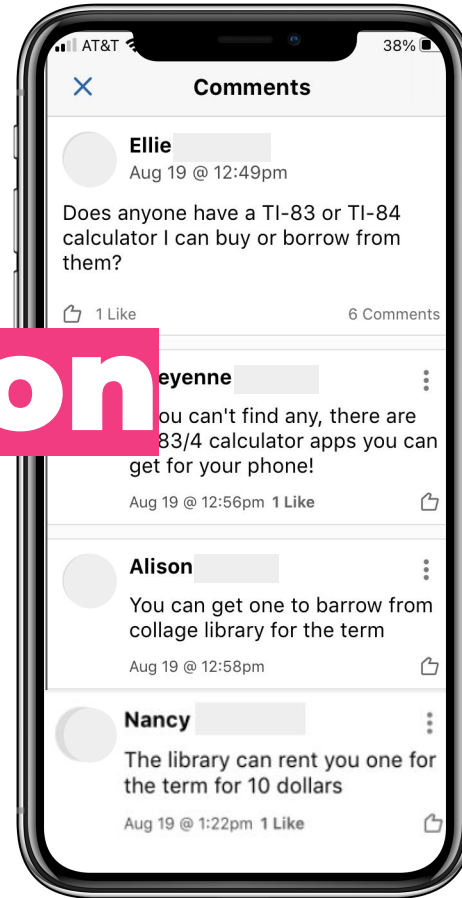 AT&T 38%
Comments
Ellie
Aug 19 @ 12:49pm
Does anyone have a TI-83 or TI-84
calculator I can buy or borrow from
them?
1 Like 6 Comments
on
eyenne
ou can't find any, there are
83/4 calculator apps you can
get for your phone!
Aug 19 @ 12:56pm 1 Like
Alison
You can get one to barrow from
collage library for the term
Aug 19 @ 12:58pm
Nancy
The library can rent you one for
the term for 10 dollars
Aug 19 @ 1:22pm 1 Like